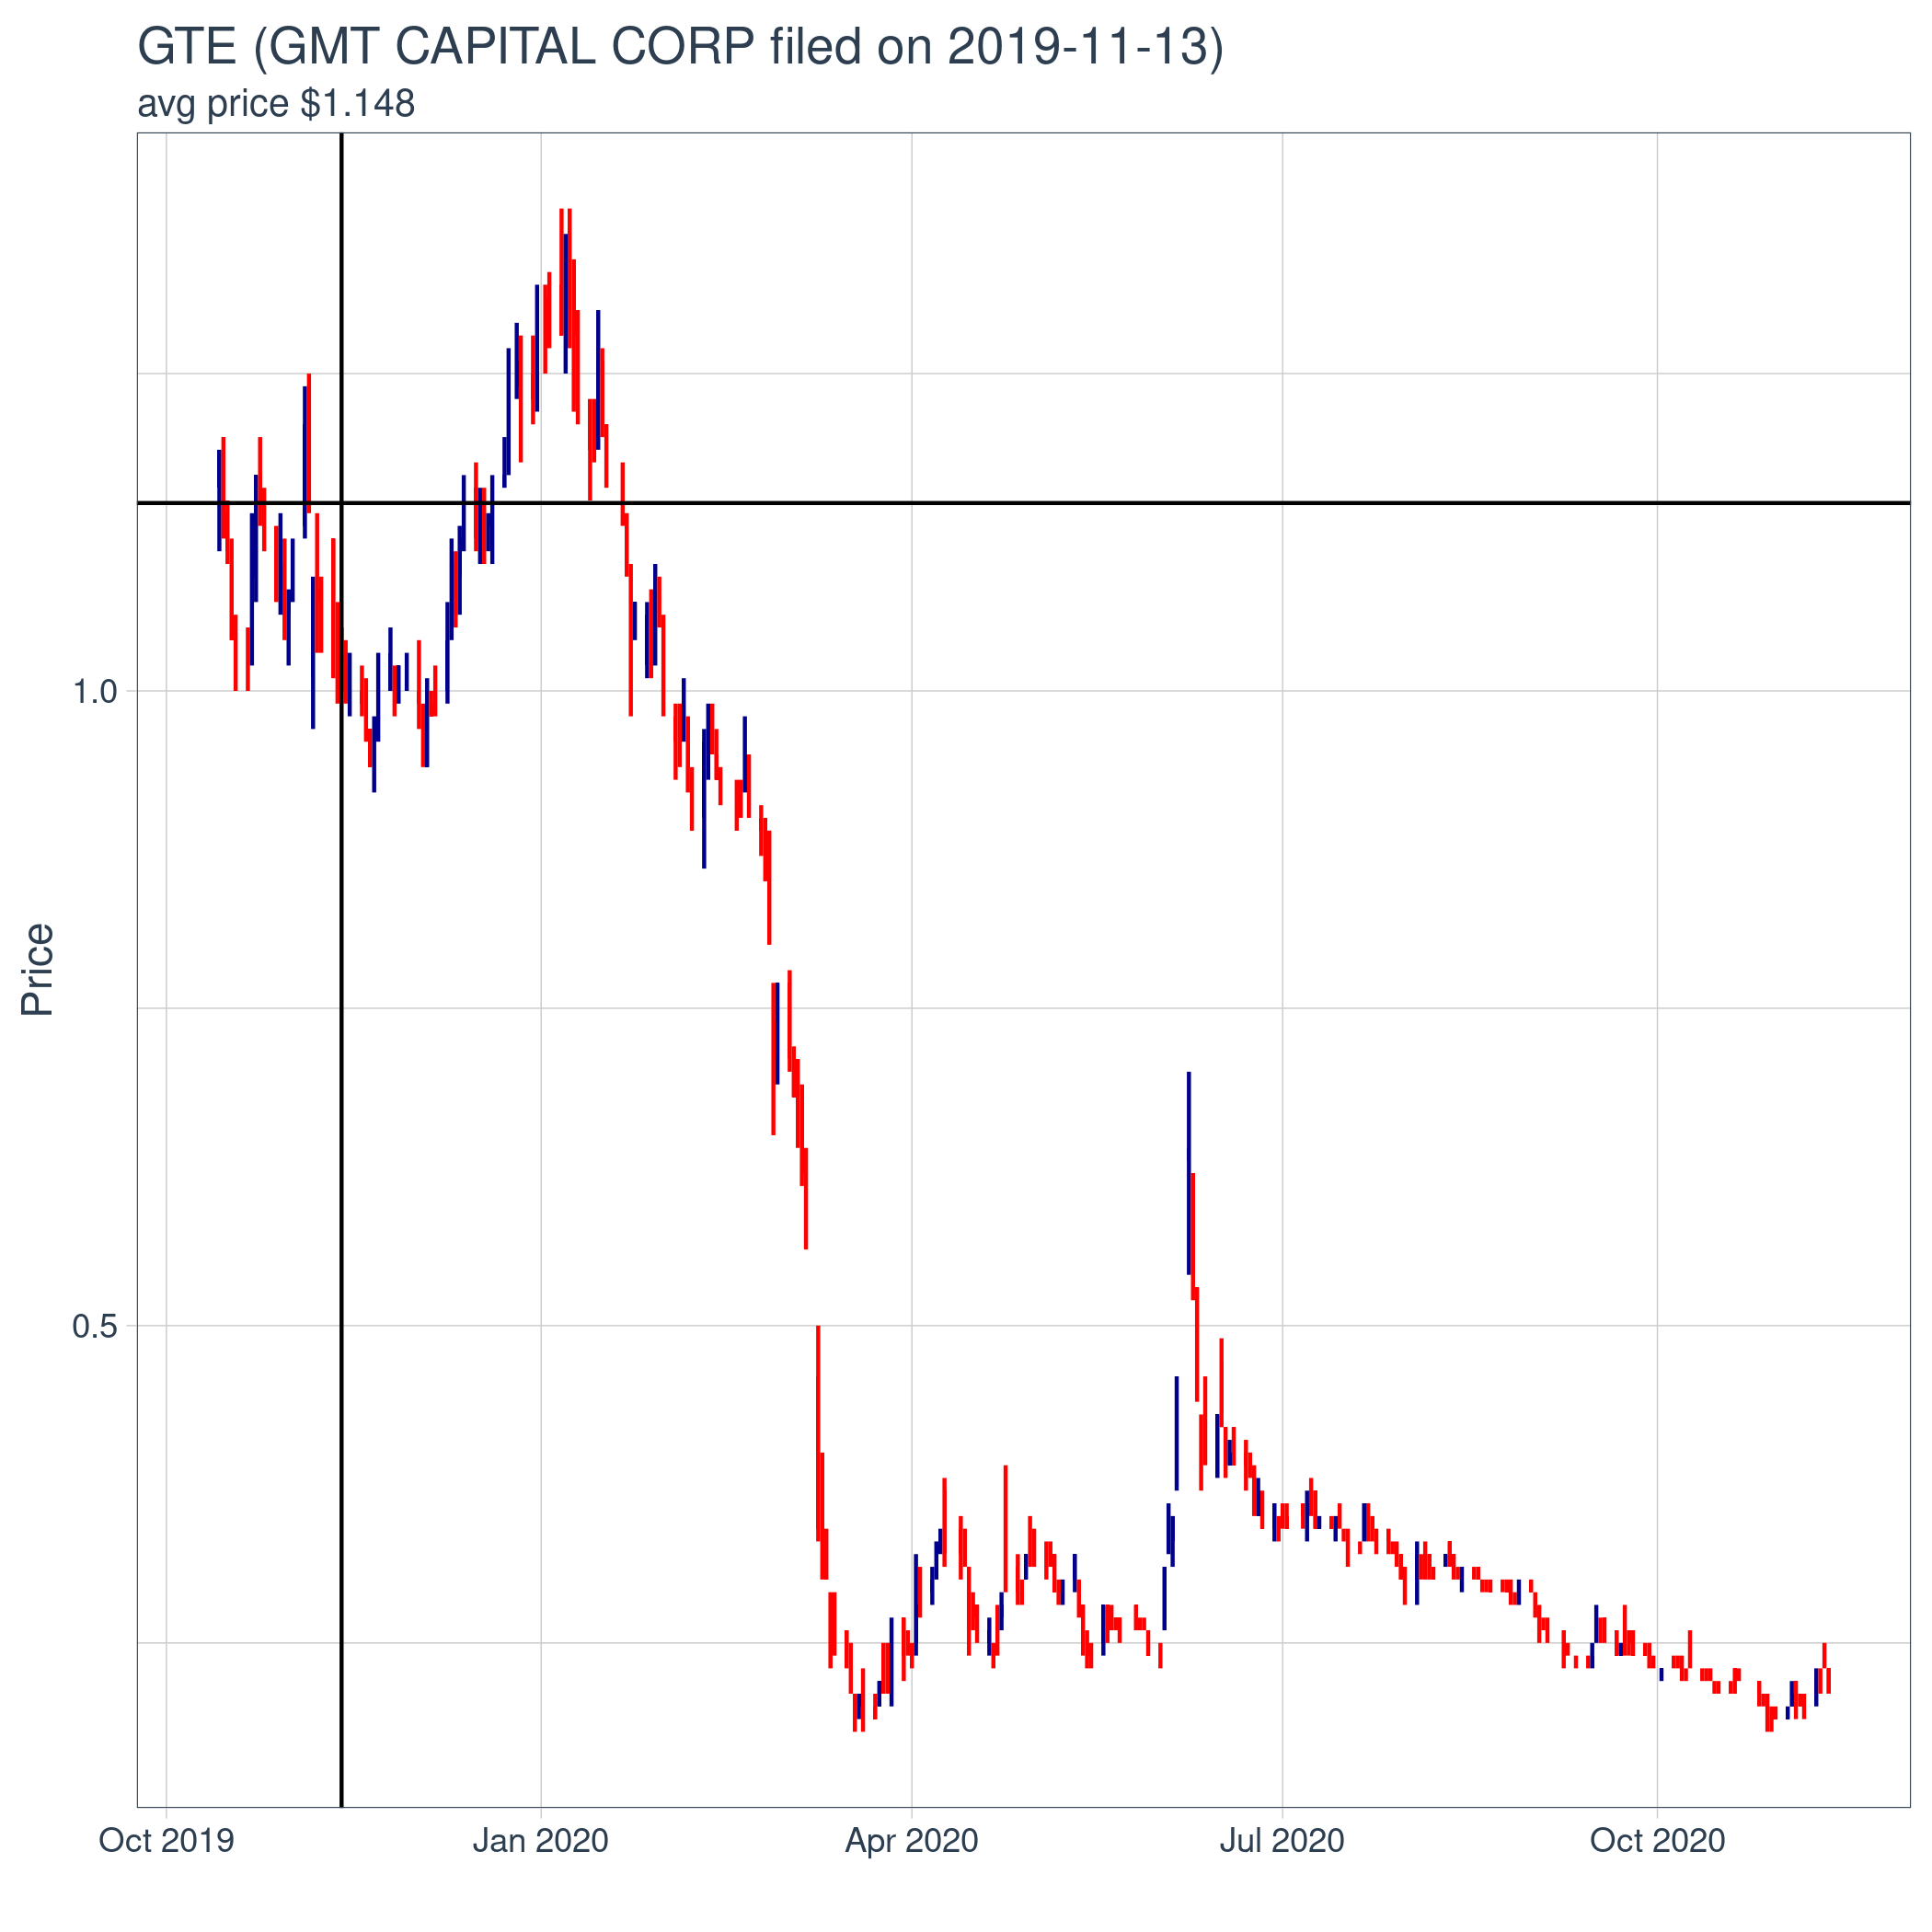 GTE (GMT CAPITAL CORP filed on 2019-11-13)
avg price $1.148
Price
1.0
0.5
Oct 2019
Jan 2020
Apr 2020
Jul 2020
Oct 2020